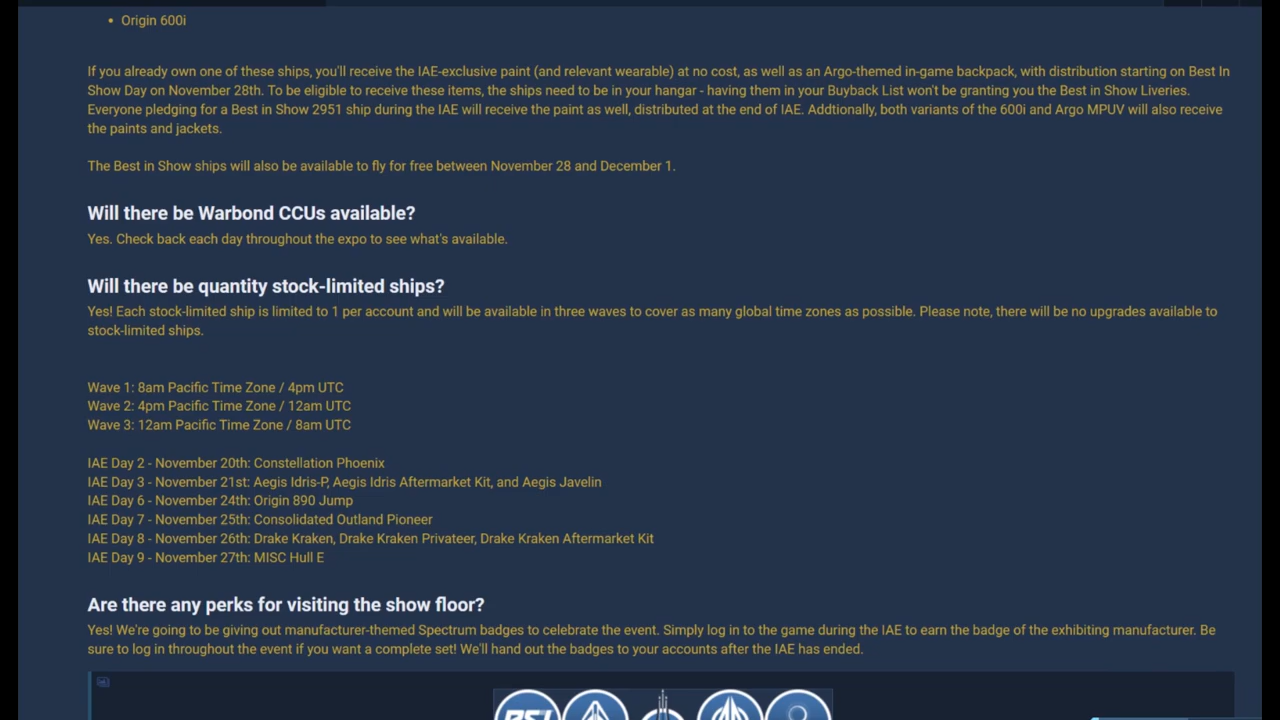 • Origin 600i
If you already own one of these ships, you'll receive the IAE-exclusive paint (and relevant wearable) at no cost, as well as an Argo-themed in-game backpack, with distribution starting on Best In
Show Day on November 28th. To be eligible to receive these items, the ships need to be in your hangar - having them in your Buyback List won't be granting you the Best in Show Liveries.
Everyone pledging for a Best in Show 2951 ship during the IAE will receive the paint as well, distributed at the end of IAE. Addtionally, both variants of the 600i and Argo MPUV will also receive
the paints and jackets.
The Best in Show ships will also be available to fly for free between November 28 and December 1.
Will there be Warbond CCUs available?
Yes. Check back each day throughout the expo to see what's available.
Will there be quantity stock-limited ships?
Yes! Each stock-limited ship is limited to 1 per account and will be available in three waves to cover as many global time zones as possible. Please note, there will be no upgrades available to
stock-limited ships.
Wave 1: 8am Pacific Time Zone / 4pm UTC
Wave 2: 4pm Pacific Time Zone / 12am UTC
Wave 3: 12am Pacific Time Zone / 8am UTC
IAE Day 2 - November 20th: Constellation Phoenix
IAE Day 3 - November 21st: Aegis Idris-P, Aegis Idris Aftermarket Kit, and Aegis Javelin
IAE Day 6 - November 24th: Origin 890 Jump
IAE Day 7 - November 25th: Consolidated Outland Pioneer
IAE Day 8 - November 26th: Drake Kraken, Drake Kraken Privateer, Drake Kraken Aftermarket Kit
IAE Day 9 - November 27th: MISC Hull E
Are there any perks for visiting the show floor?
Yes! We're going to be giving out manufacturer-themed Spectrum badges to celebrate the event. Simply log in to the game during the IAE to earn the badge of the exhibiting manufacturer. Be
sure to log in throughout the event if you want a complete set! We'll hand out the badges to your accounts after the IAE has ended.
RSI